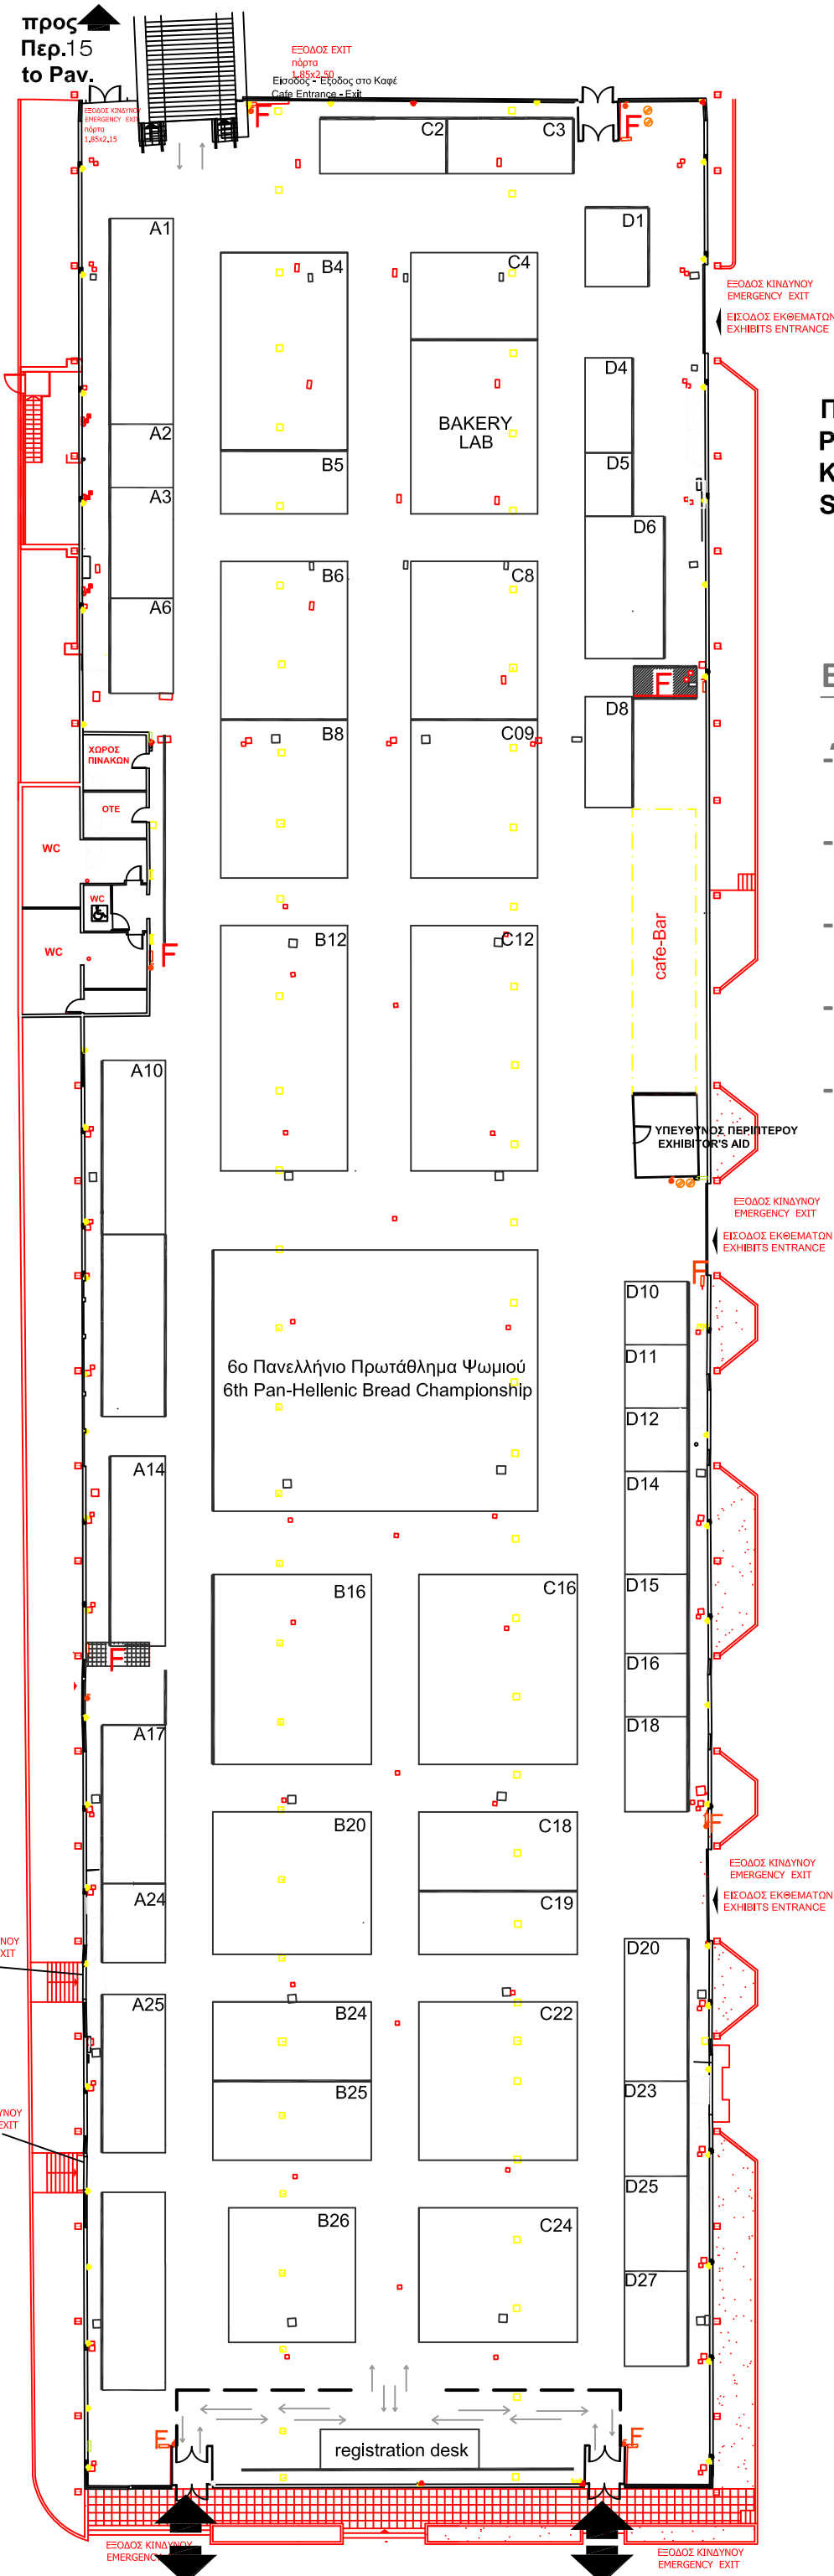 προς
Περ.15
to Pav.
ΕΞΟΔΟΣ EXIT
πόρτα
1.85x2.50
Είσοδος - Εξοδος στο Καφέ
Cafe Entrance - Exit
ΕΞΟΔΟΣ ΚΙΝΔΥΝΟΥ
EMERGENCY EXIT
πόρτα
1.85x2.15
F
F
C2
C3
A1
D1
B4
C4
ΕΞΟΔΟΣ ΚΙΝΔΥΝΟΥ
EMERGENCY EXIT
ΕΙΣΟΔΟΣ ΕΚΘΕΜΑΤΩΝ
EXHIBITS ENTRANCE
D4
A2
BAKERY
LAB
B5
D5
A3
D6
B6
C8
A6
F
D8
B8
C09
ΧΩΡΟΣ
ΠΙΝΑΚΩΝ
ΟΤΕ
WC
WC
WC
F
B12
C12
cafe-Bar
A10
ΥΠΕΥΘΥΝΟΣ ΠΕΡΙΠΤΕΡΟΥ
EXHIBITOR'S AID
ΕΞΟΔΟΣ ΚΙΝΔΥΝΟΥ
EMERGENCY EXIT
ΕΙΣΟΔΟΣ ΕΚΘΕΜΑΤΩΝ
EXHIBITS ENTRANCE
F
D10
D11
6ο Πανελλήνιο Πρωτάθλημα Ψωμιού
6th Pan-Hellenic Bread Championship
D12
A14
D14
B16
C16
D15
F
D16
A17
D18
B20
C18
F
ΕΞΟΔΟΣ ΚΙΝΔΥΝΟΥ
EMERGENCY EXIT
ΕΙΣΟΔΟΣ ΕΚΘΕΜΑΤΩΝ
EXHIBITS ENTRANCE
A24
C19
D20
A25
B24
C22
B25
D23
D25
B26
C24
D27
F
F
registration desk
ΕΞΟΔΟΣ ΚΙΝΔΥΝΟΥ
EMERGENCY
ΕΞΟΔΟΣ ΚΙΝΔΥΝΟΥ
EMERGENCY EXIT